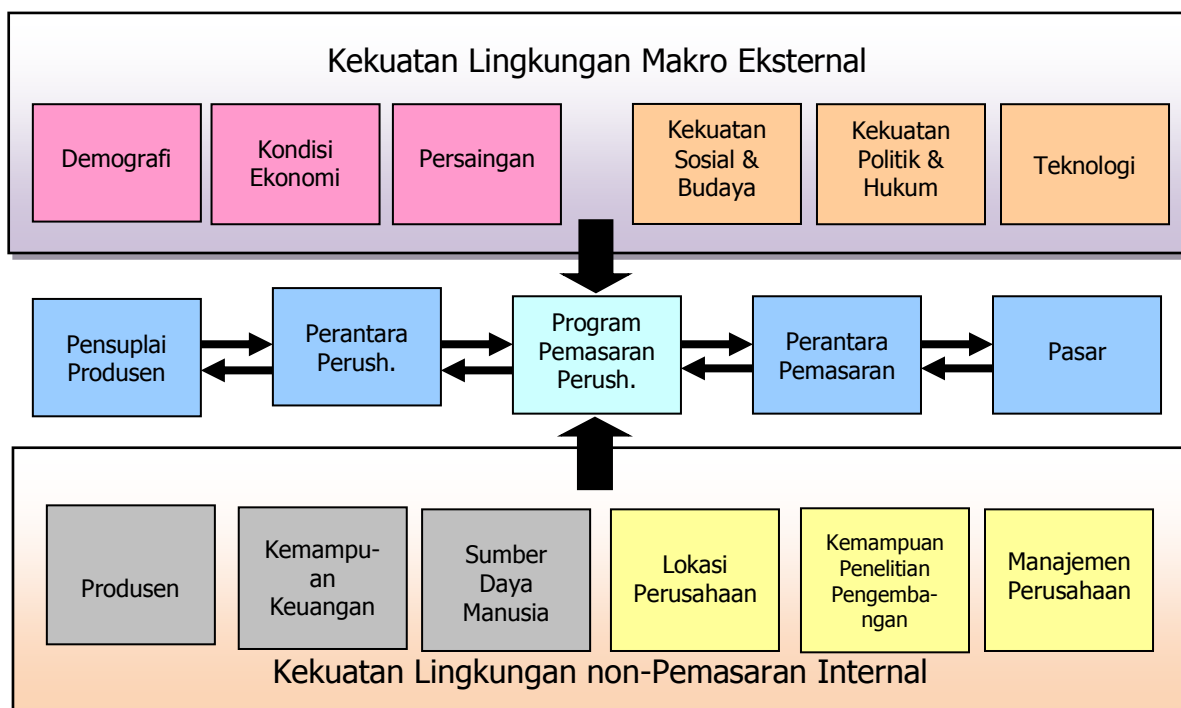 Kekuatan Lingkungan Makro Eksternal
Demografi
Kondisi
Ekonomi
Persaingan
Kekuatan
Sosial &
Budaya
Kekuatan
Politik &
Hukum
Teknologi
Pensuplai
Produsen
Perantara
Perush.
Program
Pemasaran
Perush.
Perantara
Pemasaran
Pasar
Produsen
Kemampu-
an
Keuangan
Sumber
Daya
Manusia
Lokasi
Perusahaan
Kemampuan
Penelitian
Pengemba-
ngan
Manajemen
Perusahaan
Kekuatan Lingkungan non-Pemasaran Internal